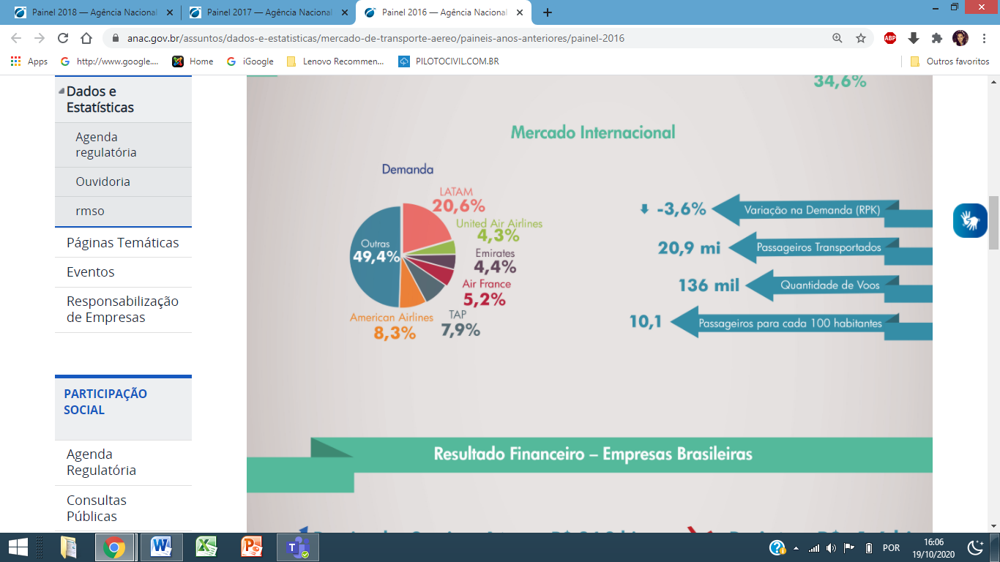 Painel 2018 — Agência Nacional
Painel 2017 — Agência Nacional
Painel 2016 — Agência Nacional
anac.gov.br/assuntos/dados-e-estatisticas/mercado-de-transporte-aereo/paineis-anos-anteriores/painel-2016
ABP
Apps
http://www.google....
Home
iGoogle
Lenovo Recommen...
PILOTOCIVIL.COM.BR
Outros favoritos
Dados e
Estatísticas
Agenda
regulatória
Ouvidoria
rmso
Páginas Temáticas
Eventos
Responsabilização
de Empresas
PARTICIPAÇÃO
SOCIAL
Agenda
Regulatória
Consultas
Públicas
34,6%
Mercado Internacional
Demanda
LATAM
20,6%
United Air Airlines
4,3%
Emirates
4,4%
Air France
5,2%
TAP
7,9%
American Airlines
8,3%
Outras
49,4%
-3,6%
Variação na Demanda (RPK)
20,9 mi
Passageiros Transportados
136 mil
Quantidade de Voos
10,1
Passageiros para cada 100 habitantes
Resultado Financeiro – Empresas Brasileiras
POR
16:06
19/10/2020